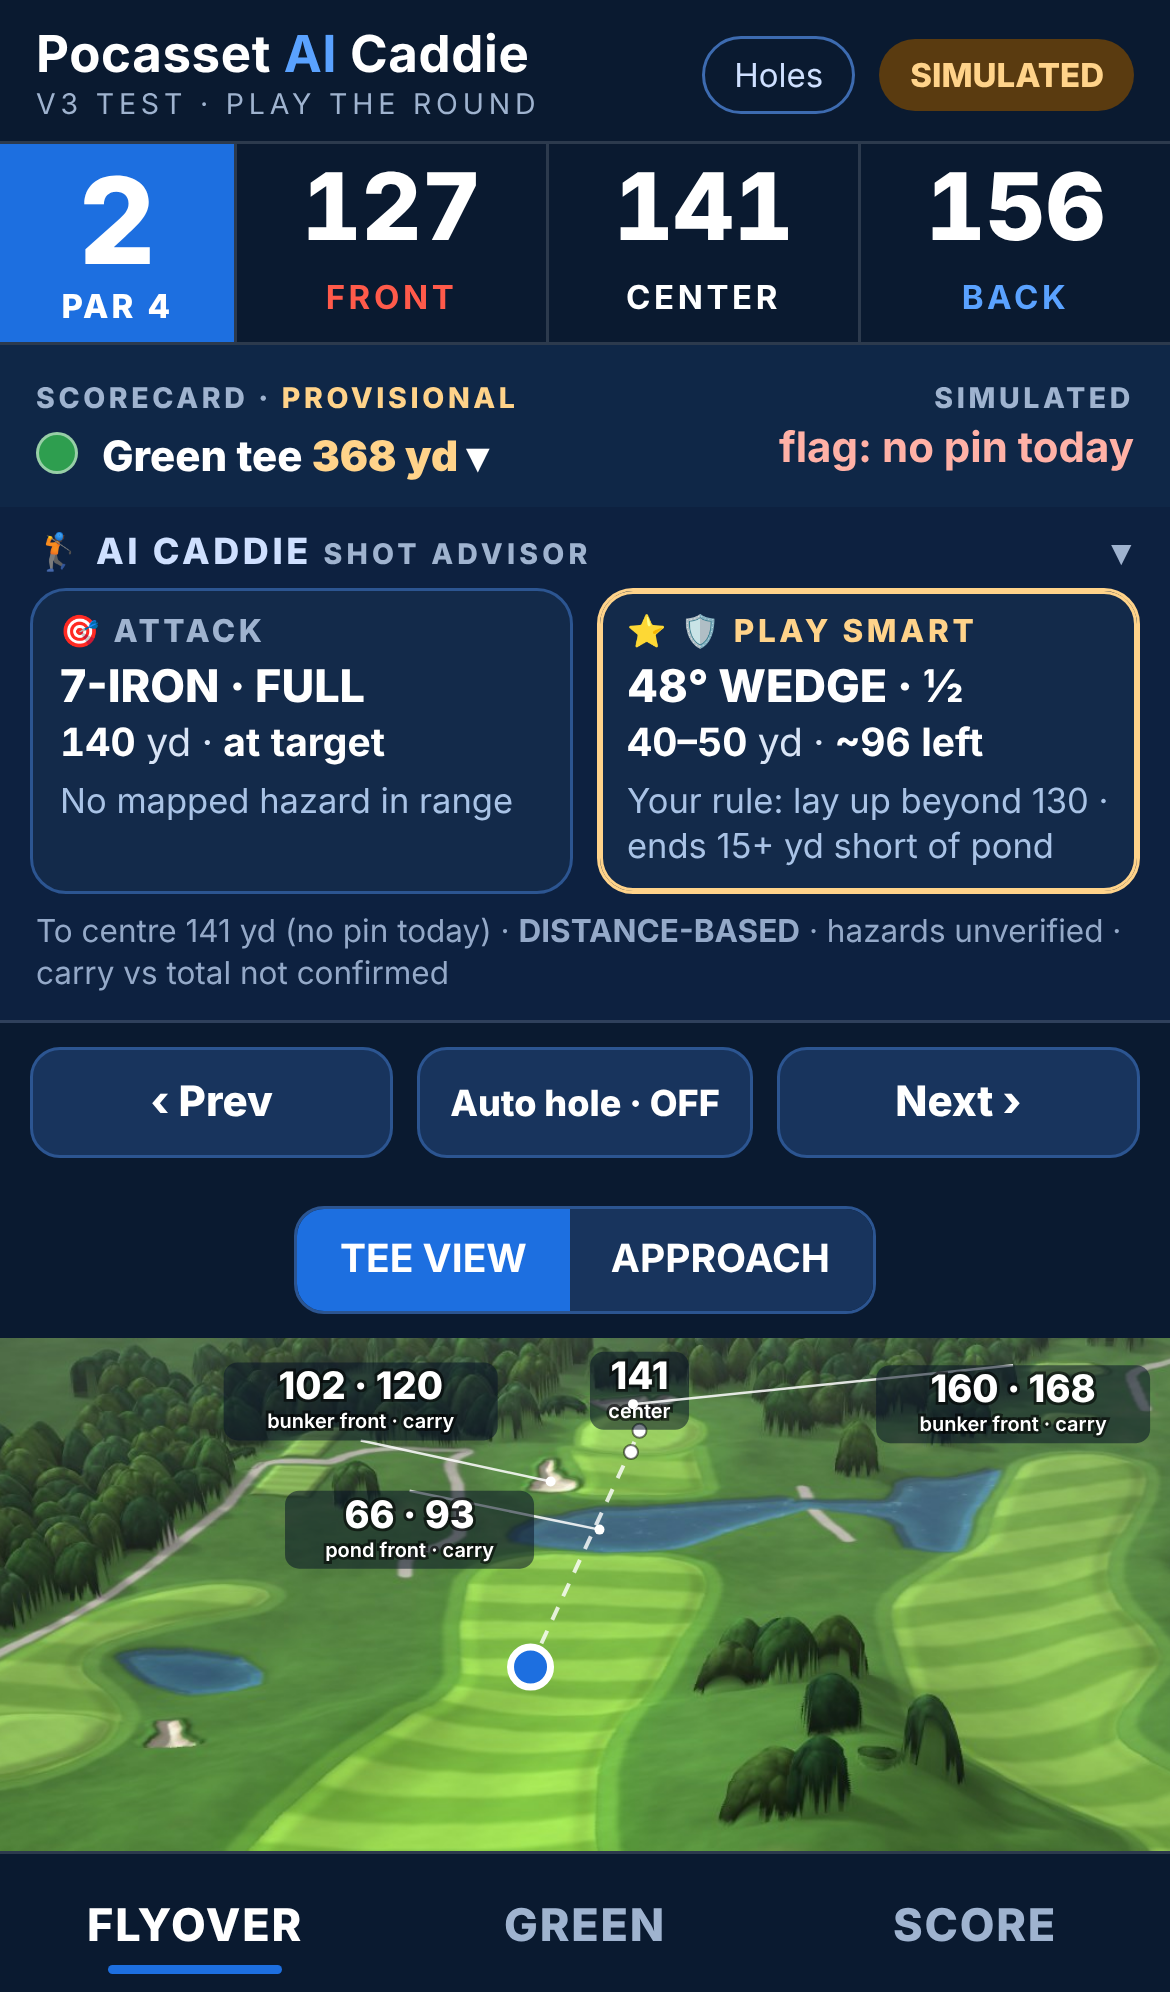 Pocasset AI Caddie
V3 TEST · PLAY THE ROUND
Holes
SIMULATED
2
PAR 4
127
FRONT
141
CENTER
156
BACK
SCORECARD · PROVISIONAL
Green tee 368 yd ▾
SIMULATED
flag: no pin today
AI CADDIE SHOT ADVISOR
ATTACK
7-IRON · FULL
140 yd · at target
No mapped hazard in range
PLAY SMART
48° WEDGE · ½
40–50 yd · ~96 left
Your rule: lay up beyond 130 ·
ends 15+ yd short of pond
To centre 141 yd (no pin today) · DISTANCE-BASED · hazards unverified ·
carry vs total not confirmed
‹ Prev
Auto hole · OFF
Next ›
TEE VIEW
APPROACH
102 · 120
bunker front · carry
141
center
160 · 168
bunker front · carry
66 · 93
pond front · carry
FLYOVER
GREEN
SCORE